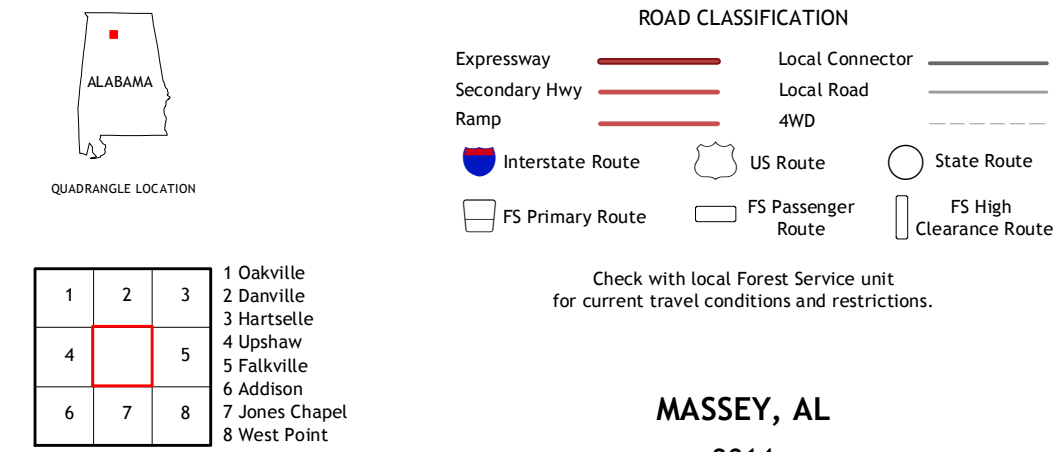 ALABAMA
QUADRANGLE LOCATION
ROAD CLASSIFICATION
Expressway
Local Connector
Secondary Hwy
Local Road
Ramp
4WD
Interstate Route
US Route
State Route
FS Primary Route
FS Passenger
Route
FS High
Clearance Route
Check with local Forest Service unit
for current travel conditions and restrictions.
1 2 3
4 5
6 7 8
1 Oakville
2 Danville
3 Hartselle
4 Upshaw
5 Falkville
6 Addison
7 Jones Chapel
8 West Point
MASSEY, AL